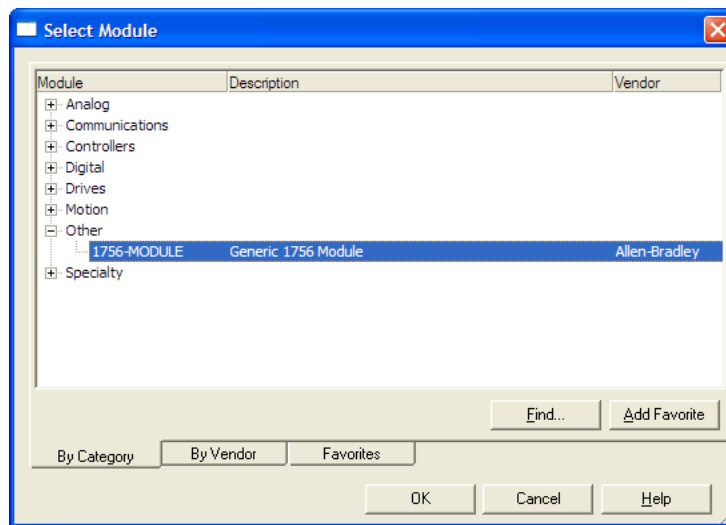 Select Module
Module Description Vendor
Analog
Communications
Controllers
Digital
Drives
Motion
Other
1756-MODULE Generic 1756 Module Allen-Bradley
Specialty
Find... Add Favorite
By Category By Vendor Favorites
OK Cancel Help